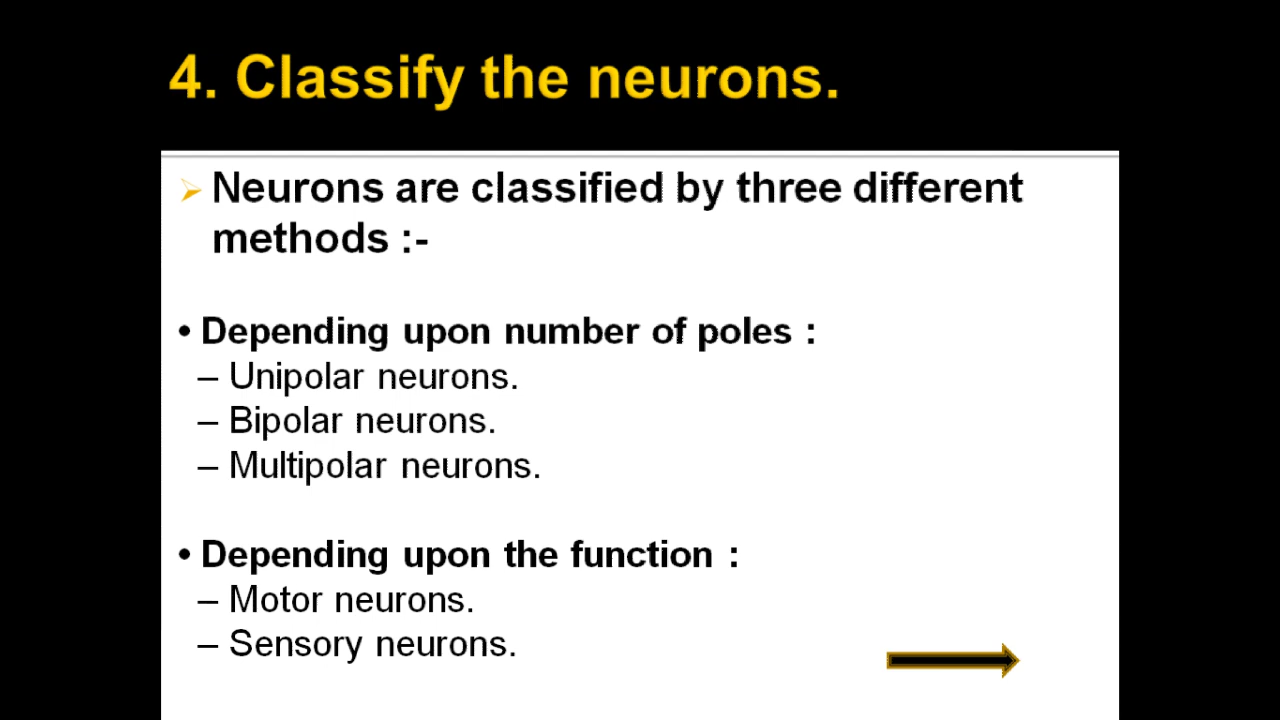 4. Classify the neurons.
➢ Neurons are classified by three different
methods :-
• Depending upon number of poles :
– Unipolar neurons.
– Bipolar neurons.
– Multipolar neurons.
• Depending upon the function :
– Motor neurons.
– Sensory neurons.